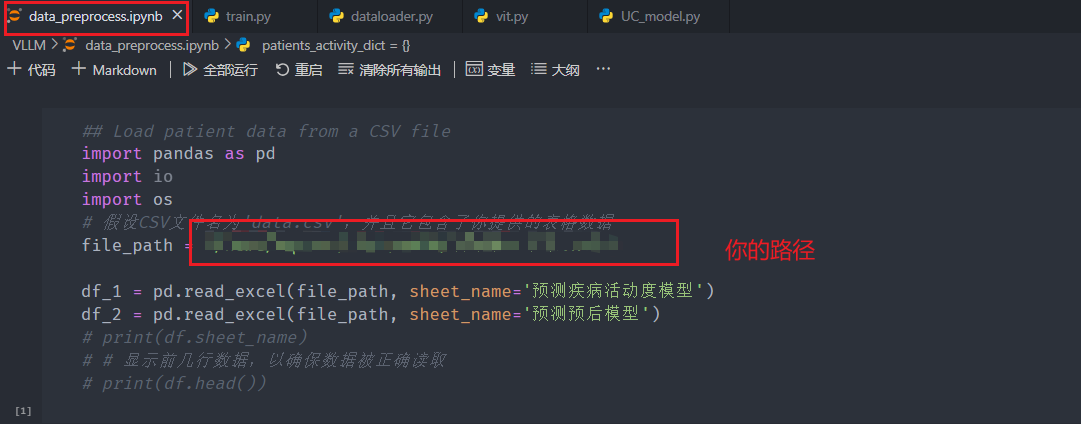 data_preprocess.ipynb × train.py dataloader.py vit.py UC_model.py
VLLM > data_preprocess.ipynb > patients_activity_dict = {}
+ 代码 + Markdown | 全部运行 重启 清除所有输出 | 变量 大纲 ···
## Load patient data from a CSV file
import pandas as pd
import io
import os
# 假设CSV文件名为'data.csv'，并且它包含了你提供的表格数据
file_path =
你的路径
df_1 = pd.read_excel(file_path, sheet_name='预测疾病活动度模型')
df_2 = pd.read_excel(file_path, sheet_name='预测预后模型')
# print(df.sheet_name)
# # 显示前几行数据，以确保数据被正确读取
# print(df.head())
[1]